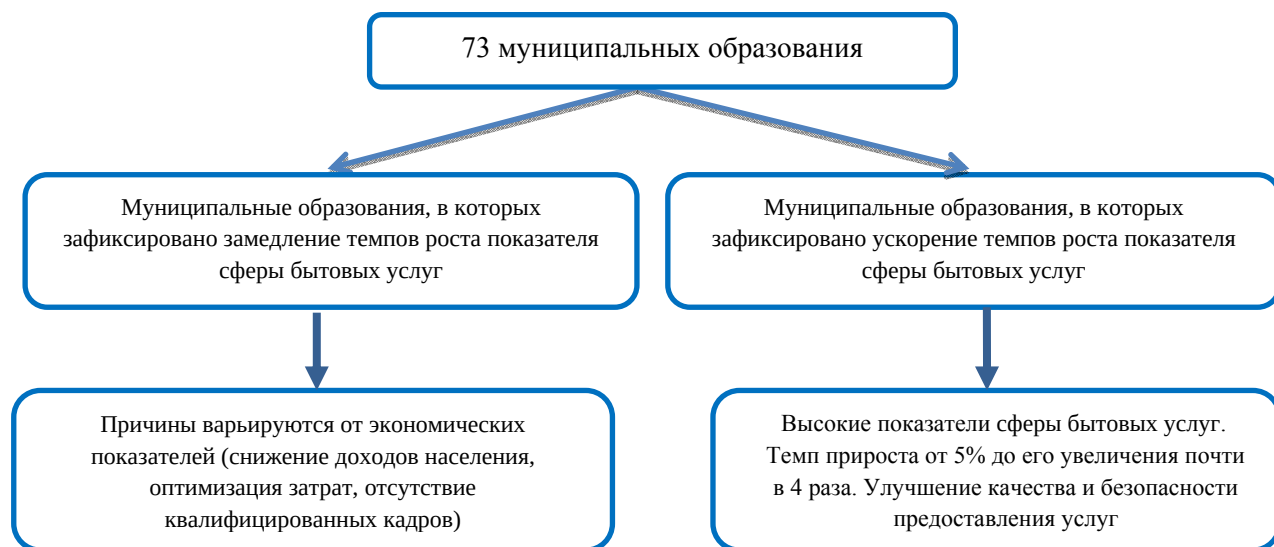 73 муниципальных образования
Муниципальные образования, в которых
зафиксировано замедление темпов роста показателя
сферы бытовых услуг
Муниципальные образования, в которых
зафиксировано ускорение темпов роста показателя
сферы бытовых услуг
Причины варьируются от экономических
показателей (снижение доходов населения,
оптимизация затрат, отсутствие
квалифицированных кадров)
Высокие показатели сферы бытовых услуг.
Темп прироста от 5% до его увеличения почти
в 4 раза. Улучшение качества и безопасности
предоставления услуг